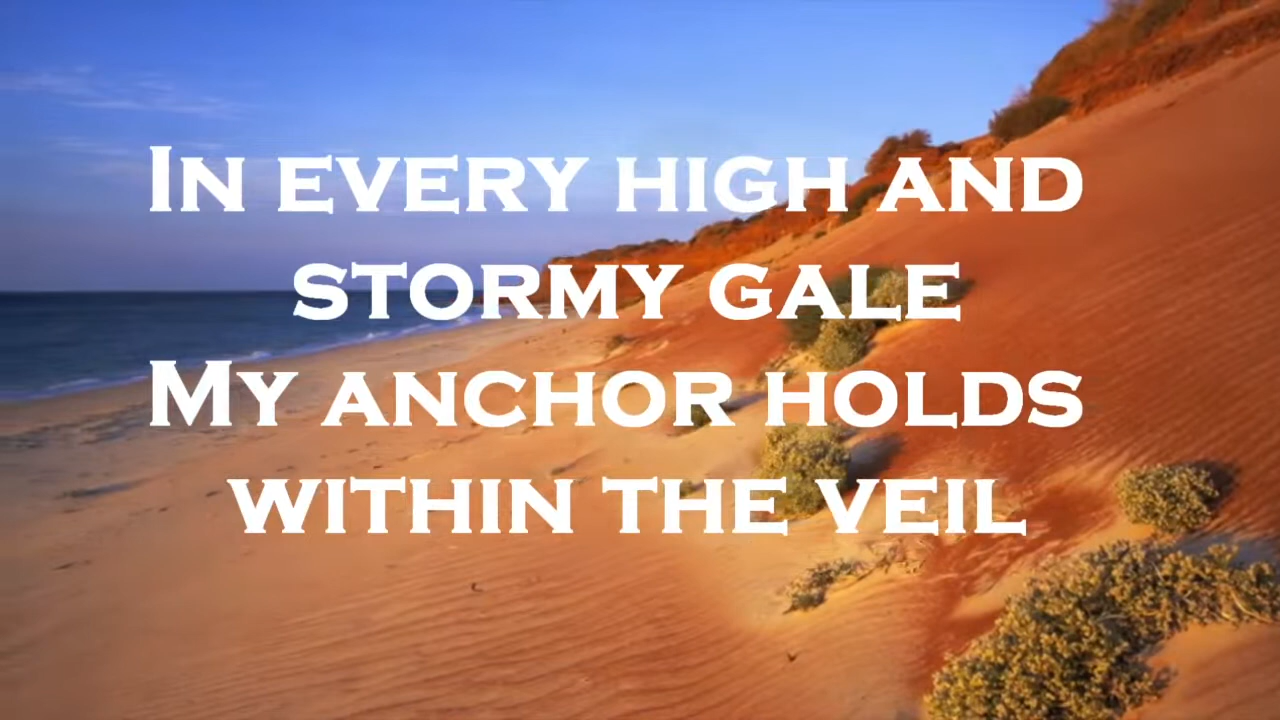 In every high and
stormy gale
My anchor holds
within the veil